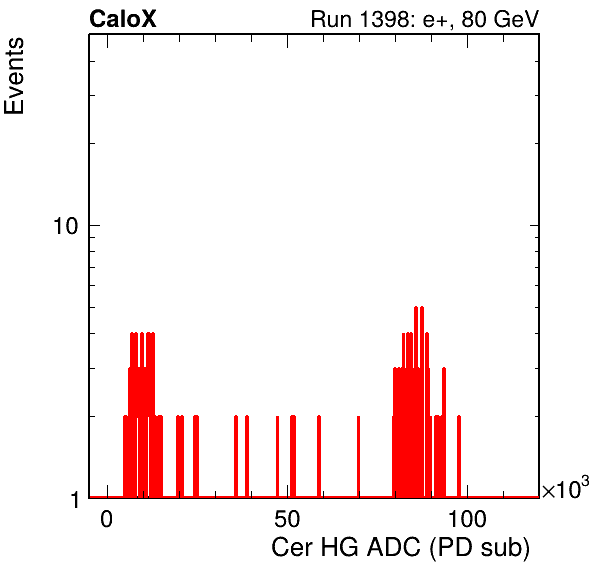 CaloX Run 1398: e+, 80 GeV
Events
10
1
0 50 100 ×10³
Cer HG ADC (PD sub)